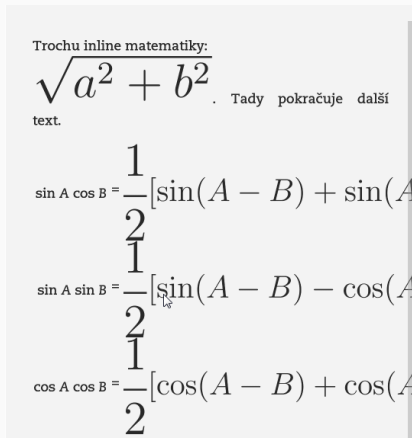 Trochu inline matematiky:
√a² + b². Tady pokračuje další
text.
sin A cos B = 1/2[sin(A − B) + sin(A
sin A sin B = 1/2[sin(A − B) − cos(A
cos A cos B = 1/2[cos(A − B) + cos(A